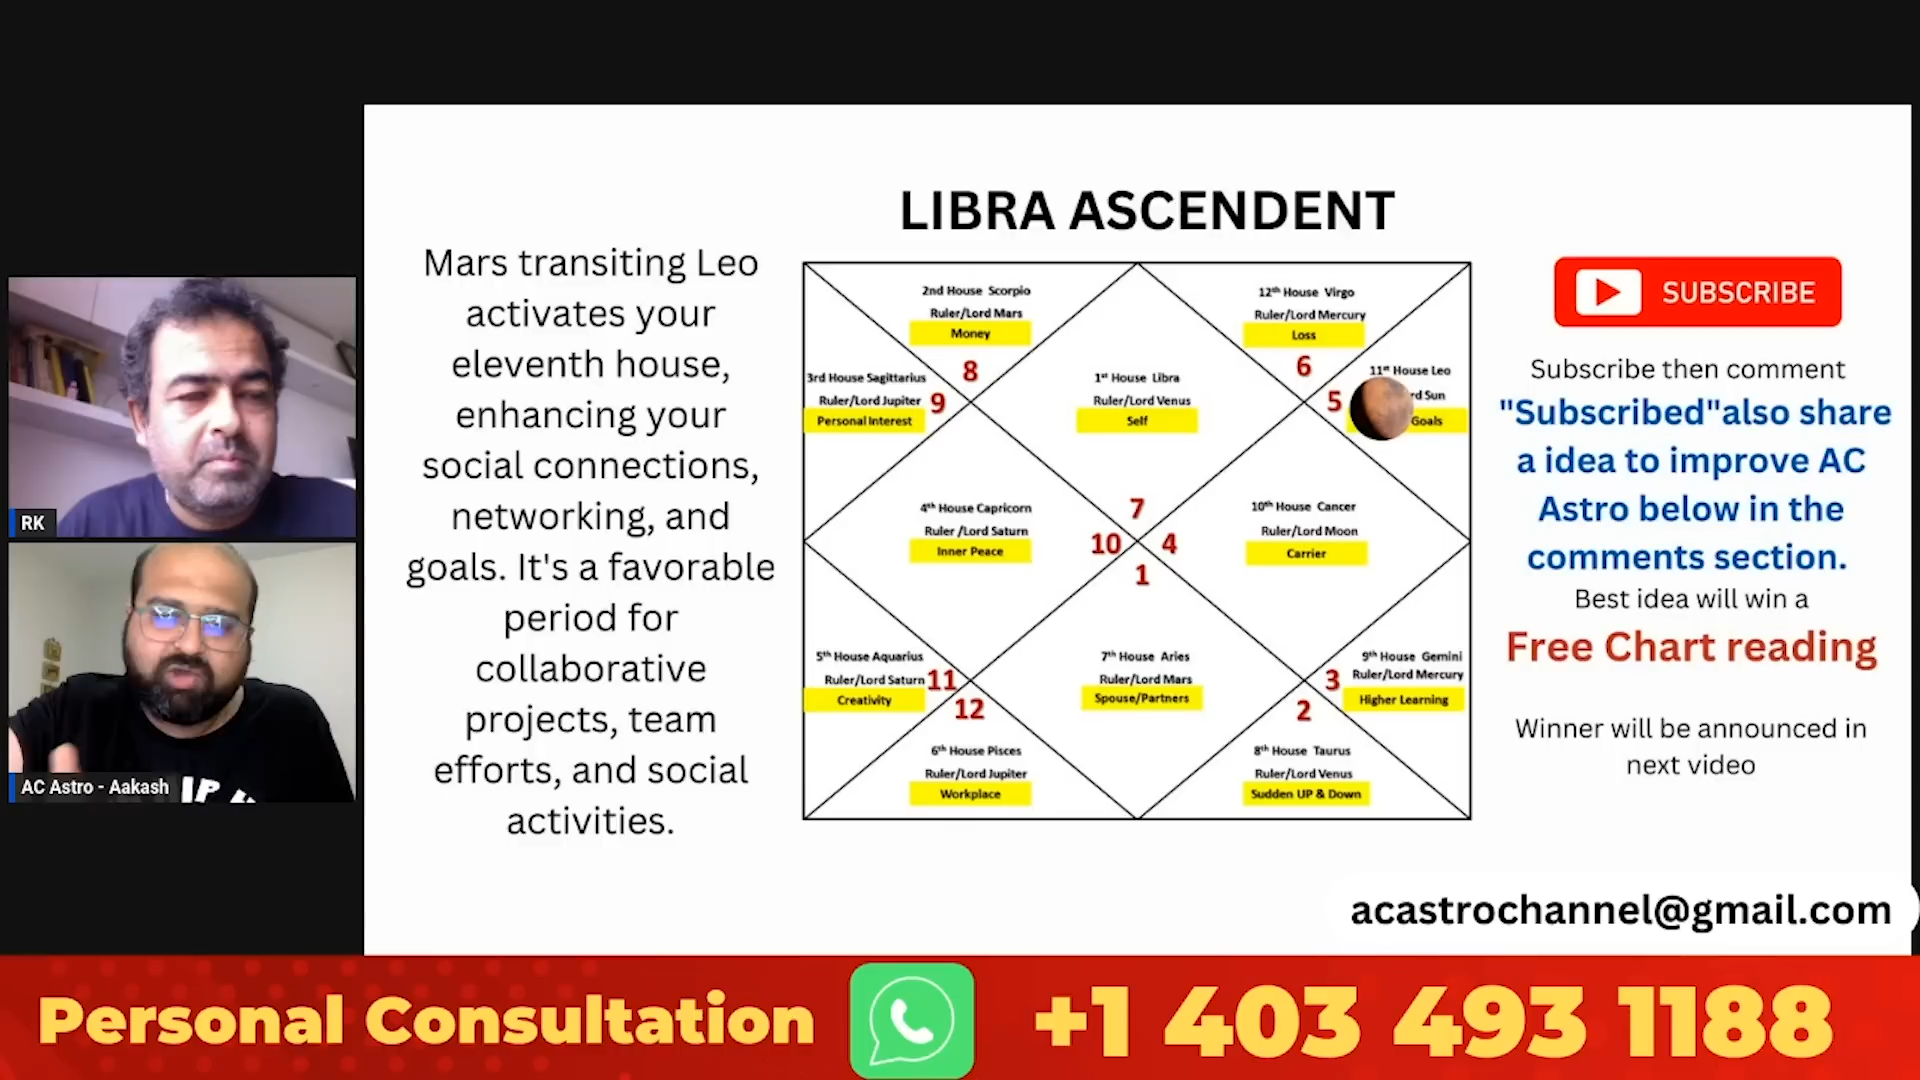 LIBRA ASCENDENT
Mars transiting Leo
activates your
eleventh house,
enhancing your
social connections,
networking, and
goals. It's a favorable
period for
collaborative
projects, team
efforts, and social
activities.
2nd House Scorpio
Ruler/Lord Mars
Money
8
12th House Virgo
Ruler/Lord Mercury
Loss
6
3rd House Sagittarius
Ruler/Lord Jupiter
Personal Interest
9
1st House Libra
Ruler/Lord Venus
Self
11st House Leo
rd Sun
Goals
5
4th House Capricorn
Ruler /Lord Saturn
Inner Peace
7
10
4
1
10th House Cancer
Ruler/Lord Moon
Carrier
5th House Aquarius
Ruler/Lord Saturn
Creativity
11
12
7th House Aries
Ruler/Lord Mars
Spouse/Partners
9th House Gemini
Ruler/Lord Mercury
Higher Learning
3
2
6th House Pisces
Ruler/Lord Jupiter
Workplace
8th House Taurus
Ruler/Lord Venus
Sudden UP & Down
SUBSCRIBE
Subscribe then comment
"Subscribed"also share
a idea to improve AC
Astro below in the
comments section.
Best idea will win a
Free Chart reading
Winner will be announced in
next video
RK
AC Astro - Aakash
acastrochannel@gmail.com
Personal Consultation +1 403 493 1188